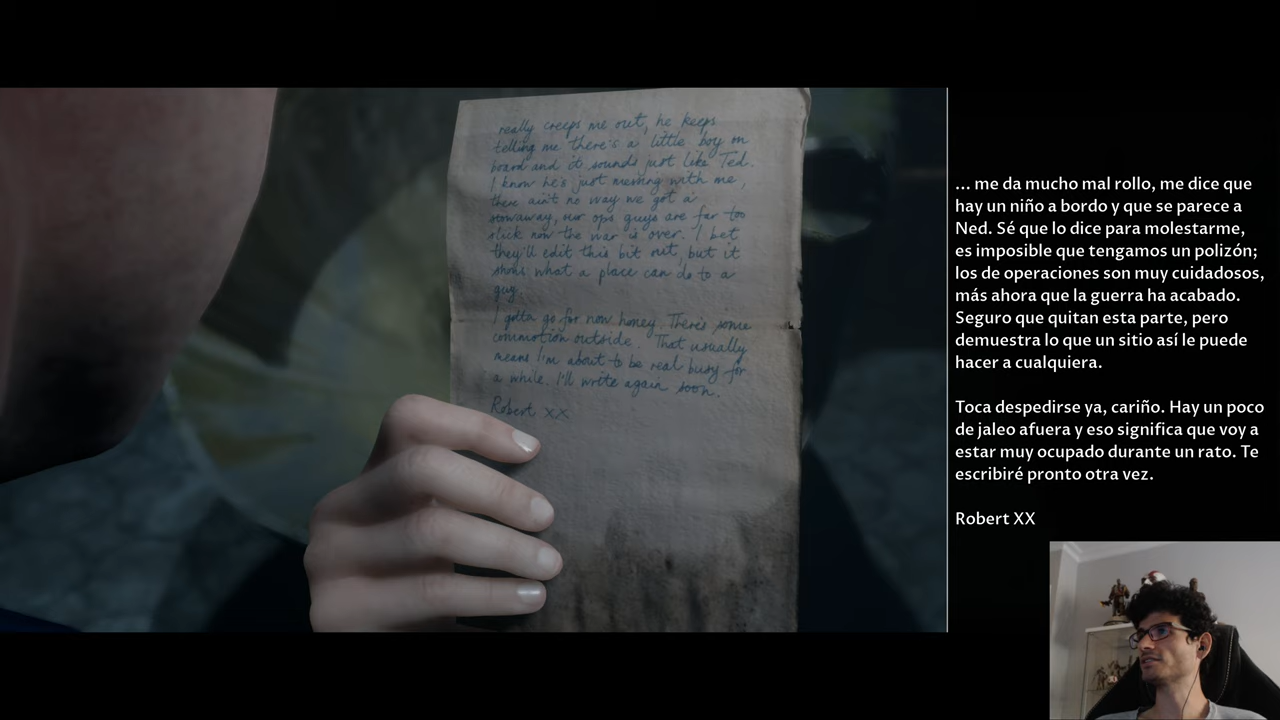 really creeps me out, he keeps
telling me there's a little boy on
board and it sounds just like Ted.
I know he's just messing with me,
there ain't no way we got a
stowaway, our ops guys are far too
slick now the war is over. I bet
they'll edit this bit out, but it
shows what a place can do to a
guy.
I gotta go for now honey. There's some
commotion outside. That usually
means I'm about to be real busy for
a while. I'll write again soon.
Robert XX
... me da mucho mal rollo, me dice que
hay un niño a bordo y que se parece a
Ned. Sé que lo dice para molestarme,
es imposible que tengamos un polizón;
los de operaciones son muy cuidadosos,
más ahora que la guerra ha acabado.
Seguro que quitan esta parte, pero
demuestra lo que un sitio así le puede
hacer a cualquiera.
Toca despedirse ya, cariño. Hay un poco
de jaleo afuera y eso significa que voy a
estar muy ocupado durante un rato. Te
escribiré pronto otra vez.
Robert XX